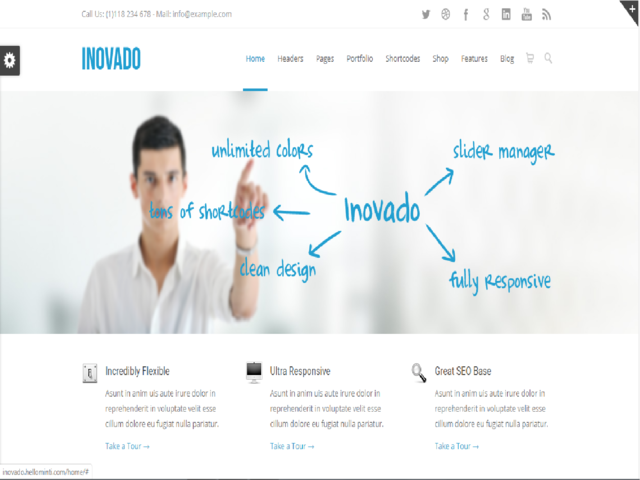 Call Us: (1)118 234 678 - Mail: info@example.com
INOVADO
Home Headers Pages Portfolio Shortcodes Shop Features Blog
unlimited colors
slider manager
tons of shortcodes
Inovado
clean design
fully responsive
Incredibly Flexible
Asunt in anim uis aute irure dolor in
reprehenderit in voluptate velit esse
cillum dolore eu fugiat nulla pariatur.
Take a Tour →
Ultra Responsive
Asunt in anim uis aute irure dolor in
reprehenderit in voluptate velit esse
cillum dolore eu fugiat nulla pariatur.
Take a Tour →
Great SEO Base
Asunt in anim uis aute irure dolor in
reprehenderit in voluptate velit esse
cillum dolore eu fugiat nulla pariatur.
Take a Tour →
inovado.hellominti.com/home/#